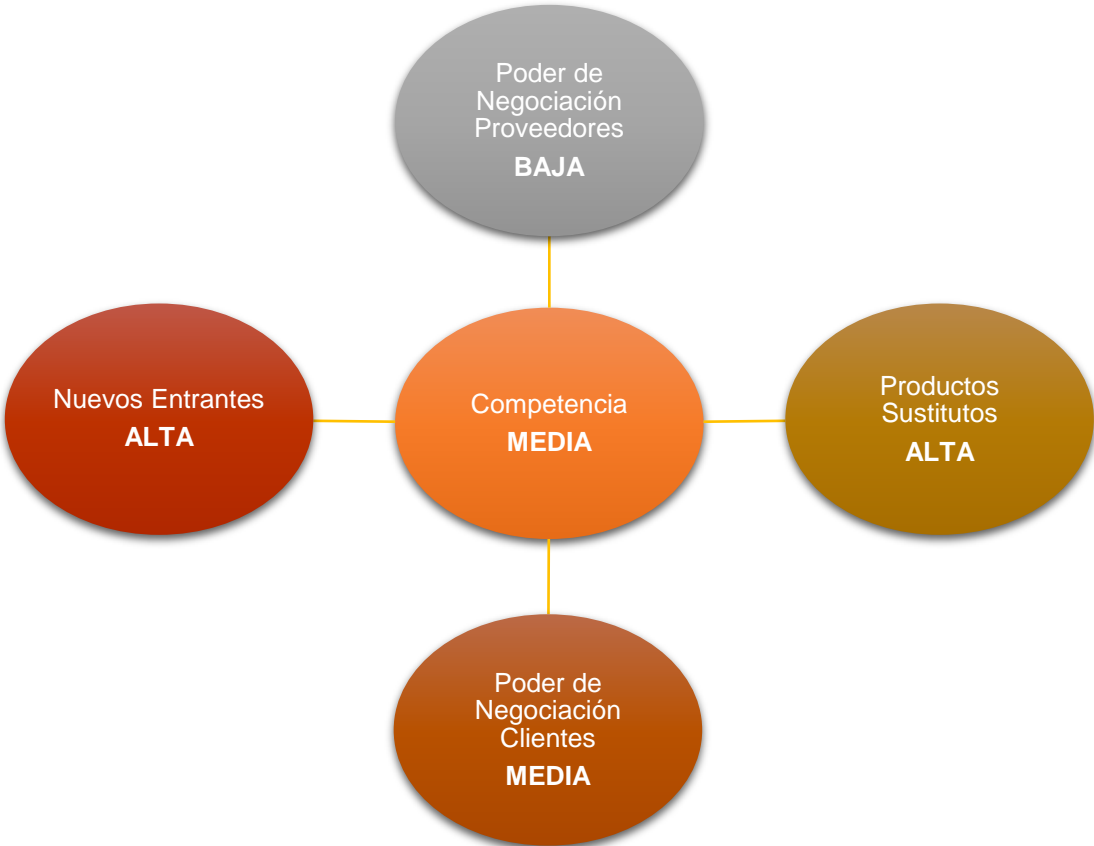 Poder de
Negociación
Proveedores
BAJA
Nuevos Entrantes
ALTA
Competencia
MEDIA
Productos
Sustitutos
ALTA
Poder de
Negociación
Clientes
MEDIA